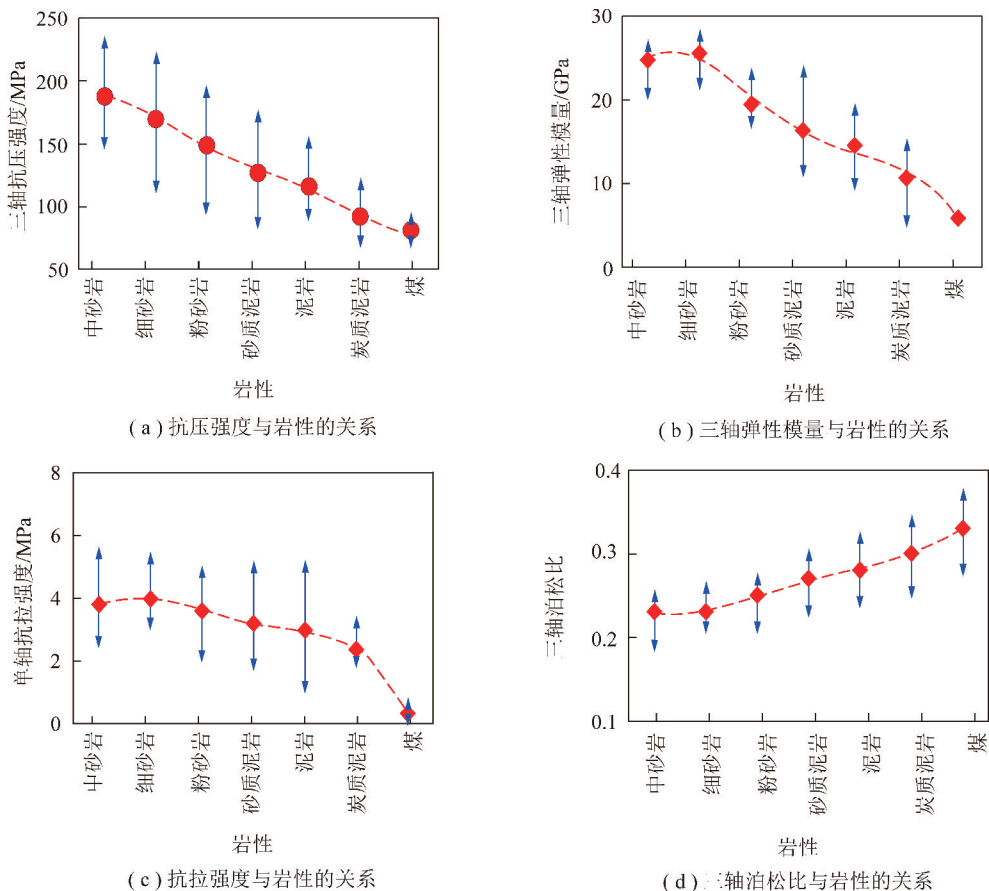 250
200
150
100
50
三轴抗压强度/MPa
中砂岩
细砂岩
粉砂岩
砂质泥岩
泥岩
炭质泥岩
煤
岩性
(a)抗压强度与岩性的关系
30
20
10
0
三轴弹性模量/GPa
中砂岩
细砂岩
粉砂岩
砂质泥岩
泥岩
炭质泥岩
煤
岩性
(b)三轴弹性模量与岩性的关系
8
6
4
2
0
单轴抗拉强度/MPa
中砂岩
细砂岩
粉砂岩
砂质泥岩
泥岩
炭质泥岩
煤
岩性
(c)抗拉强度与岩性的关系
0.4
0.3
0.2
0.1
三轴泊松比
中砂岩
细砂岩
粉砂岩
砂质泥岩
泥岩
炭质泥岩
煤
岩性
(d)三轴泊松比与岩性的关系